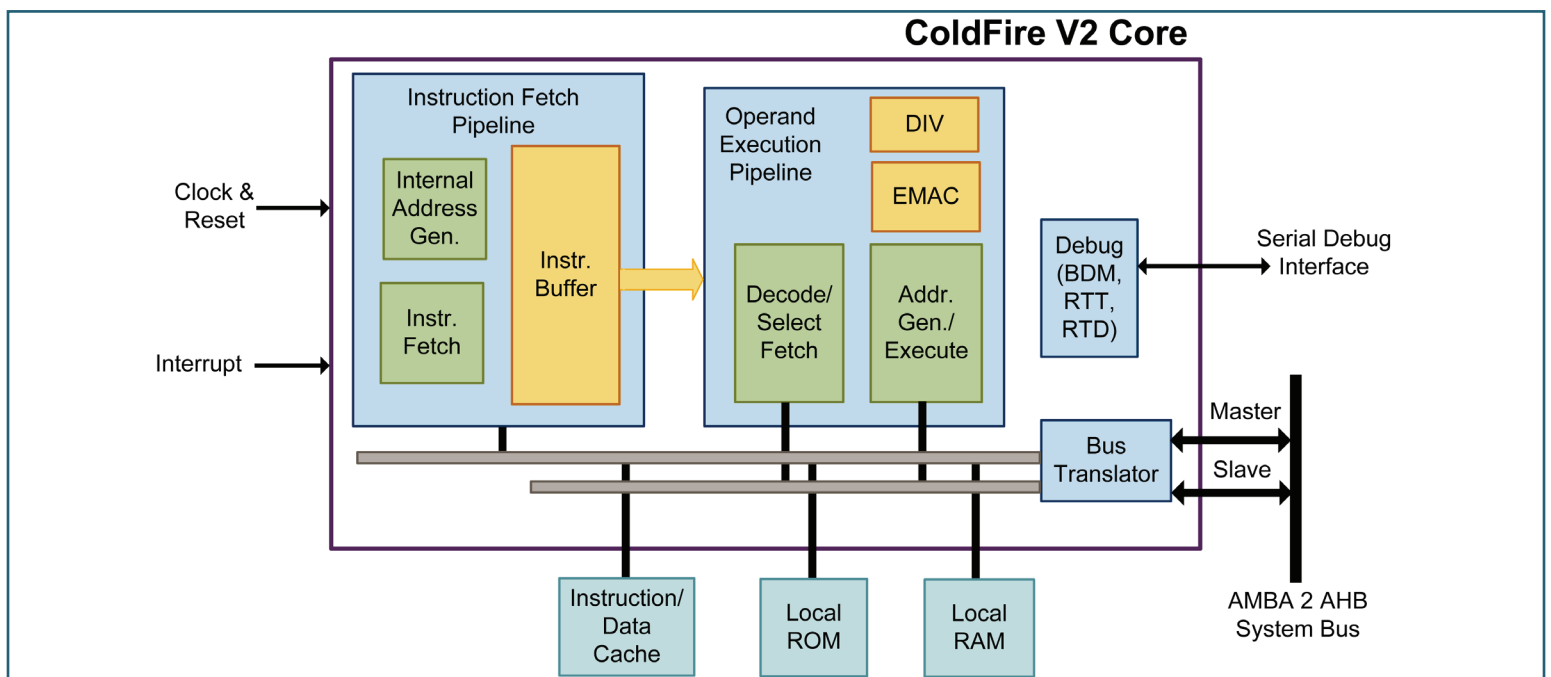 ColdFire V2 Core
Instruction Fetch
Pipeline
Internal
Address
Gen.
Instr.
Fetch
Instr.
Buffer
Operand
Execution
Pipeline
DIV
EMAC
Decode/
Select
Fetch
Addr.
Gen./
Execute
Clock &
Reset
Interrupt
Debug
(BDM,
RTT,
RTD)
Serial Debug
Interface
Bus
Translator
Master
Slave
AMBA 2 AHB
System Bus
Instruction/
Data
Cache
Local
ROM
Local
RAM